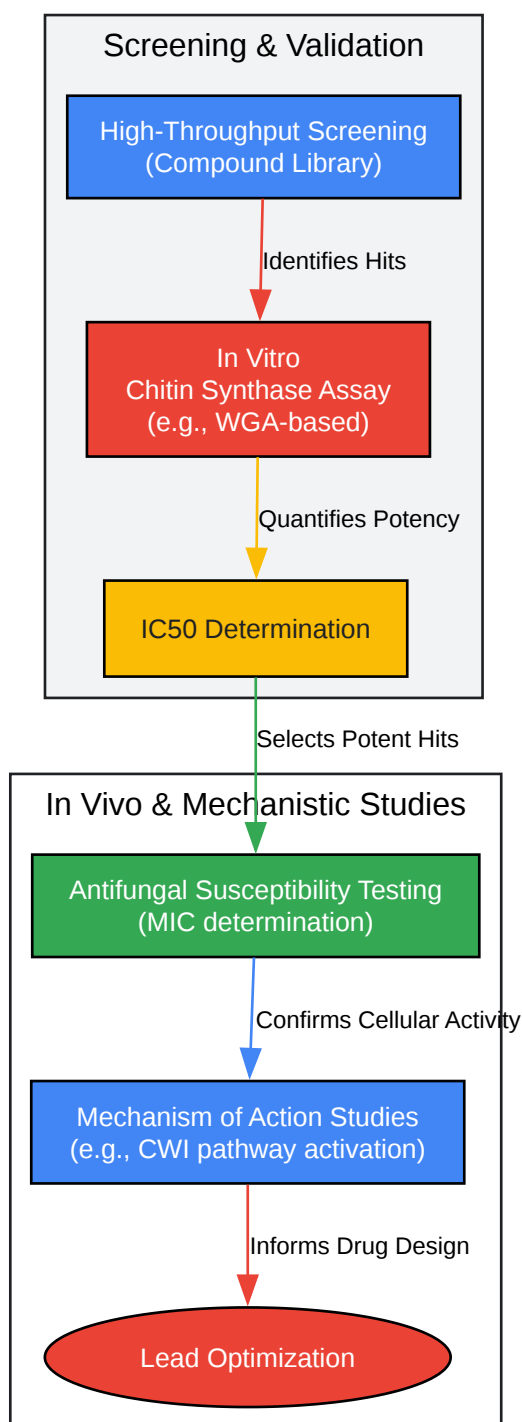 Screening & Validation
High-Throughput Screening
(Compound Library)
Identifies Hits
In Vitro
Chitin Synthase Assay
(e.g., WGA-based)
Quantifies Potency
IC50 Determination
Selects Potent Hits
In Vivo & Mechanistic Studies
Antifungal Susceptibility Testing
(MIC determination)
Confirms Cellular Activity
Mechanism of Action Studies
(e.g., CWI pathway activation)
Informs Drug Design
Lead Optimization